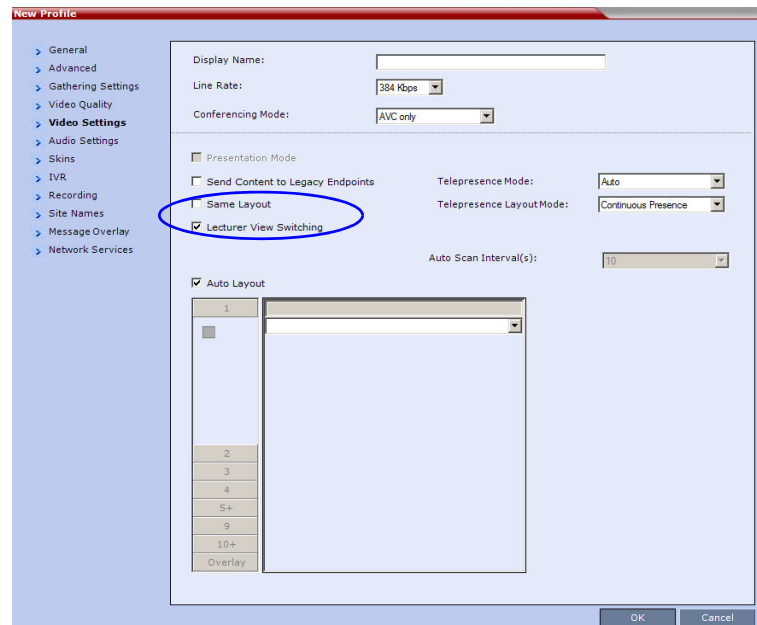 New Profile
General
Advanced
Gathering Settings
Video Quality
Video Settings
Audio Settings
Skins
IVR
Recording
Site Names
Message Overlay
Network Services
Display Name:
Line Rate: 384 Kbps
Conferencing Mode: AVC only
Presentation Mode
Send Content to Legacy Endpoints Telepresence Mode: Auto
Same Layout Telepresence Layout Mode: Continuous Presence
Lecturer View Switching
Auto Scan Interval(s): 10
Auto Layout
1
2
3
4
5+
9
10+
Overlay
OK Cancel